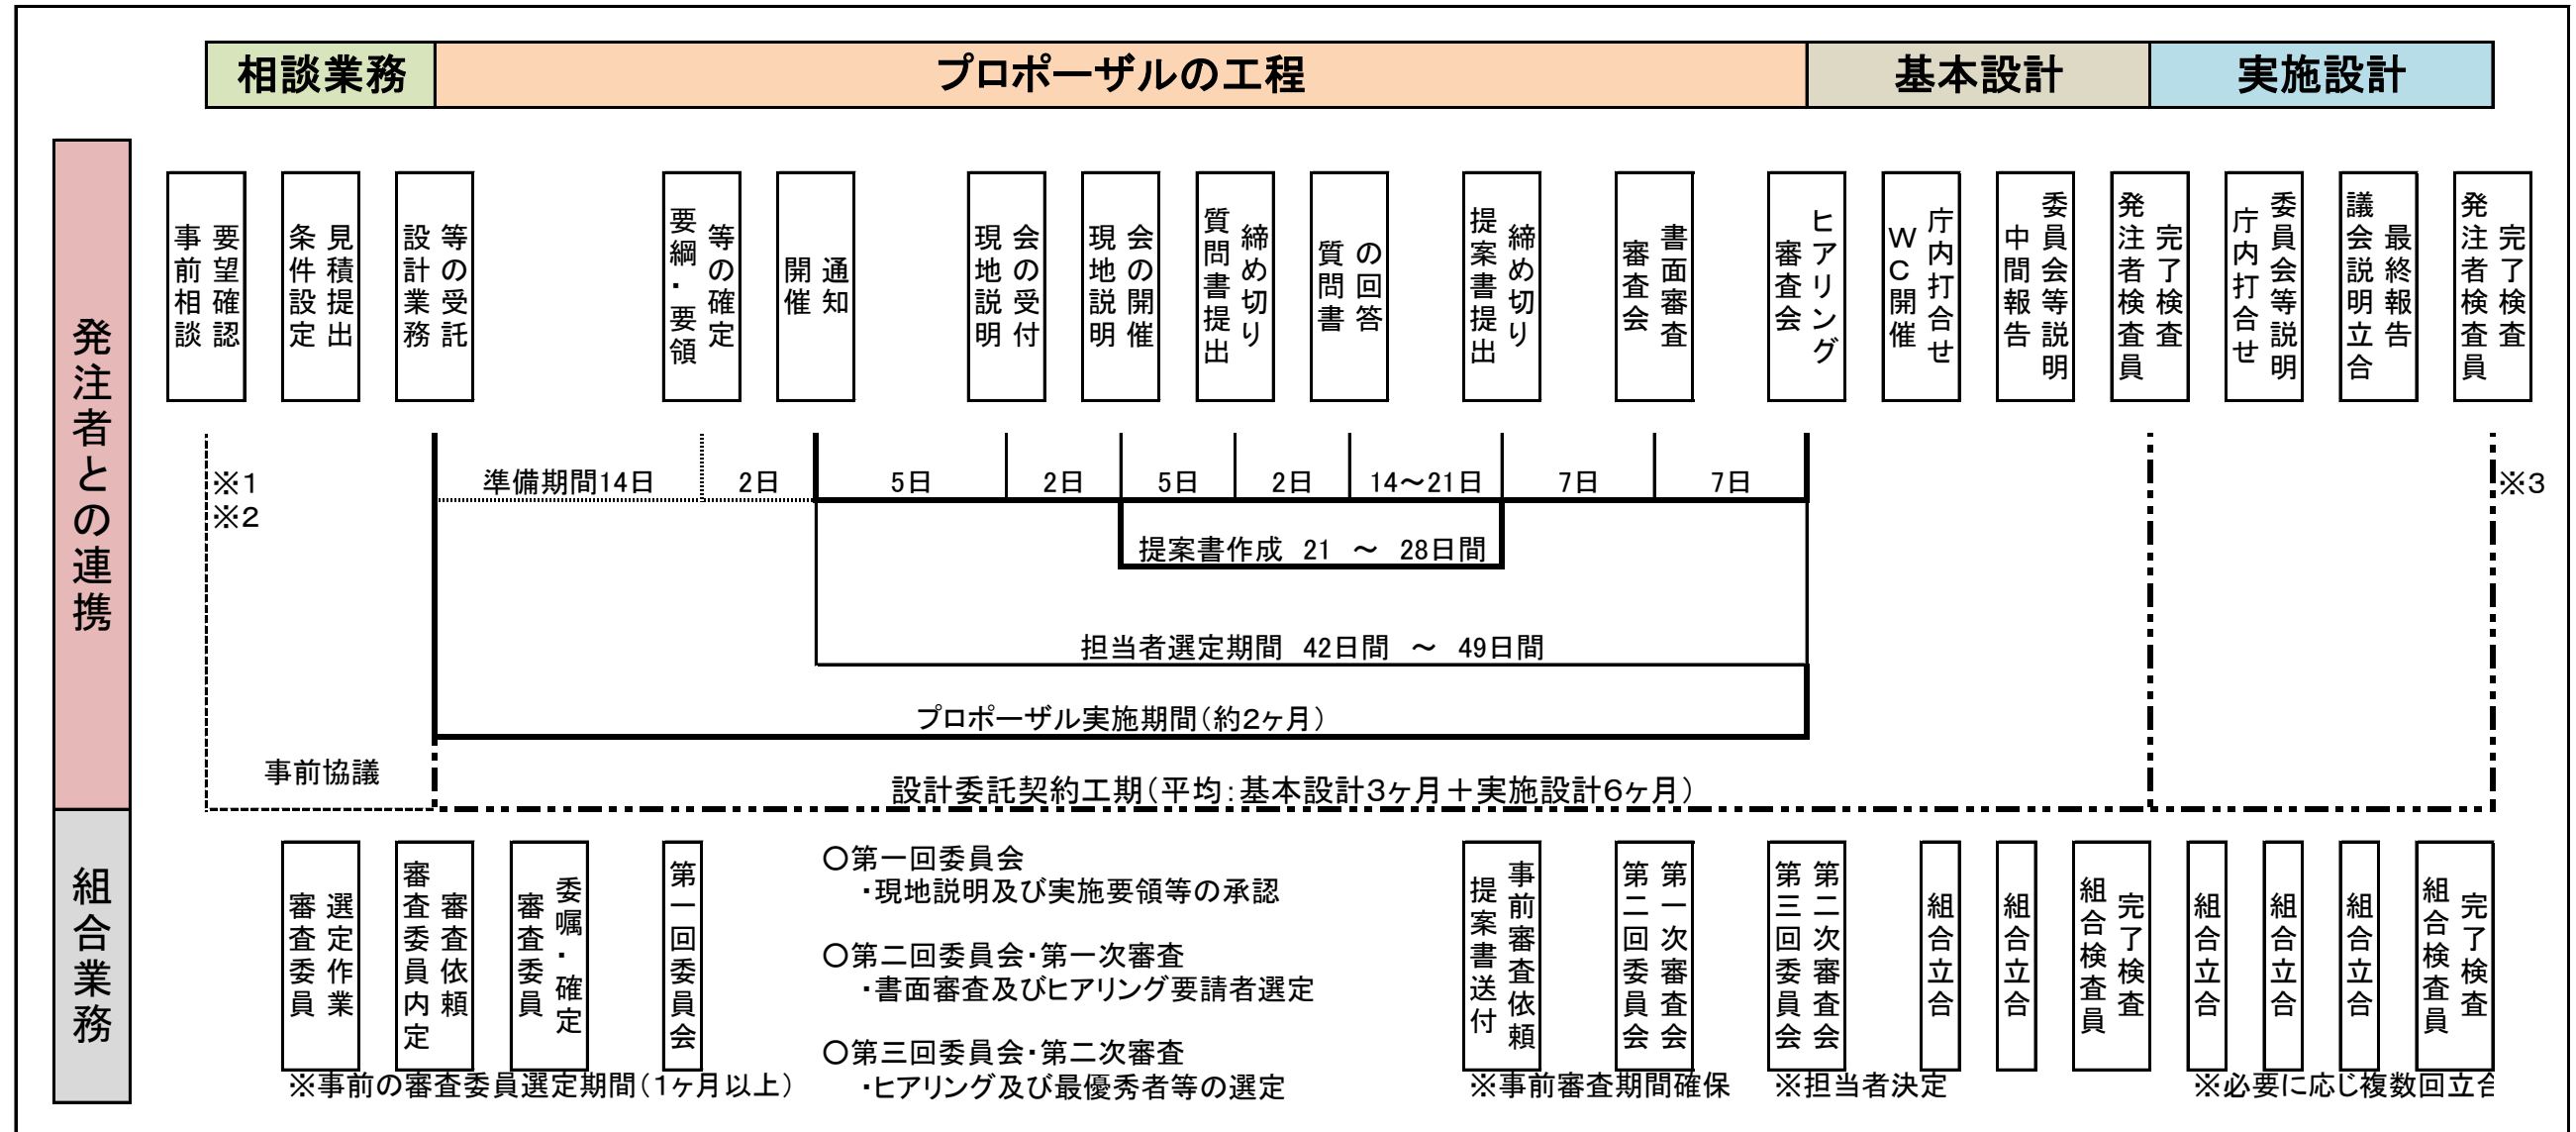 相談業務
プロポーザルの工程
基本設計
実施設計
発注者との連携
事前相談
要望確認
条件設定
見積提出
設計業務
等の受託
要綱・要領
等の確定
開催
通知
現地説明
会の受付
現地説明
会の開催
質問書提出
締め切り
質問書
の回答
提案書提出
締め切り
審査会
書面審査
審査会
ヒアリング
WC開催
庁内打合せ
中間報告
委員会等説明
発注者検査員
完了検査
庁内打合せ
委員会等説明
議会説明立合
最終報告
発注者検査員
完了検査
※1
※2
準備期間14日
2日
5日
2日
5日
2日
14～21日
7日
7日
※3
提案書作成 21 ～ 28日間
担当者選定期間 42日間 ～ 49日間
プロポーザル実施期間(約2ヶ月)
事前協議
設計委託契約工期(平均:基本設計3ヶ月+実施設計6ヶ月)
組合業務
審査委員
選定作業
審査委員内定
審査依頼
審査委員
委嘱・確定
第一回委員会
※事前の審査委員選定期間(1ヶ月以上)
〇第一回委員会
・現地説明及び実施要領等の承認
〇第二回委員会・第一次審査
・書面審査及びヒアリング要請者選定
〇第三回委員会・第二次審査
・ヒアリング及び最優秀者等の選定
提案書送付
事前審査依頼
第二回委員会
第一次審査会
第三回委員会
第二次審査会
組合立合
組合立合
組合検査員
完了検査
組合立合
組合立合
組合立合
組合検査員
完了検査
※事前審査期間確保
※担当者決定
※必要に応じ複数回立合